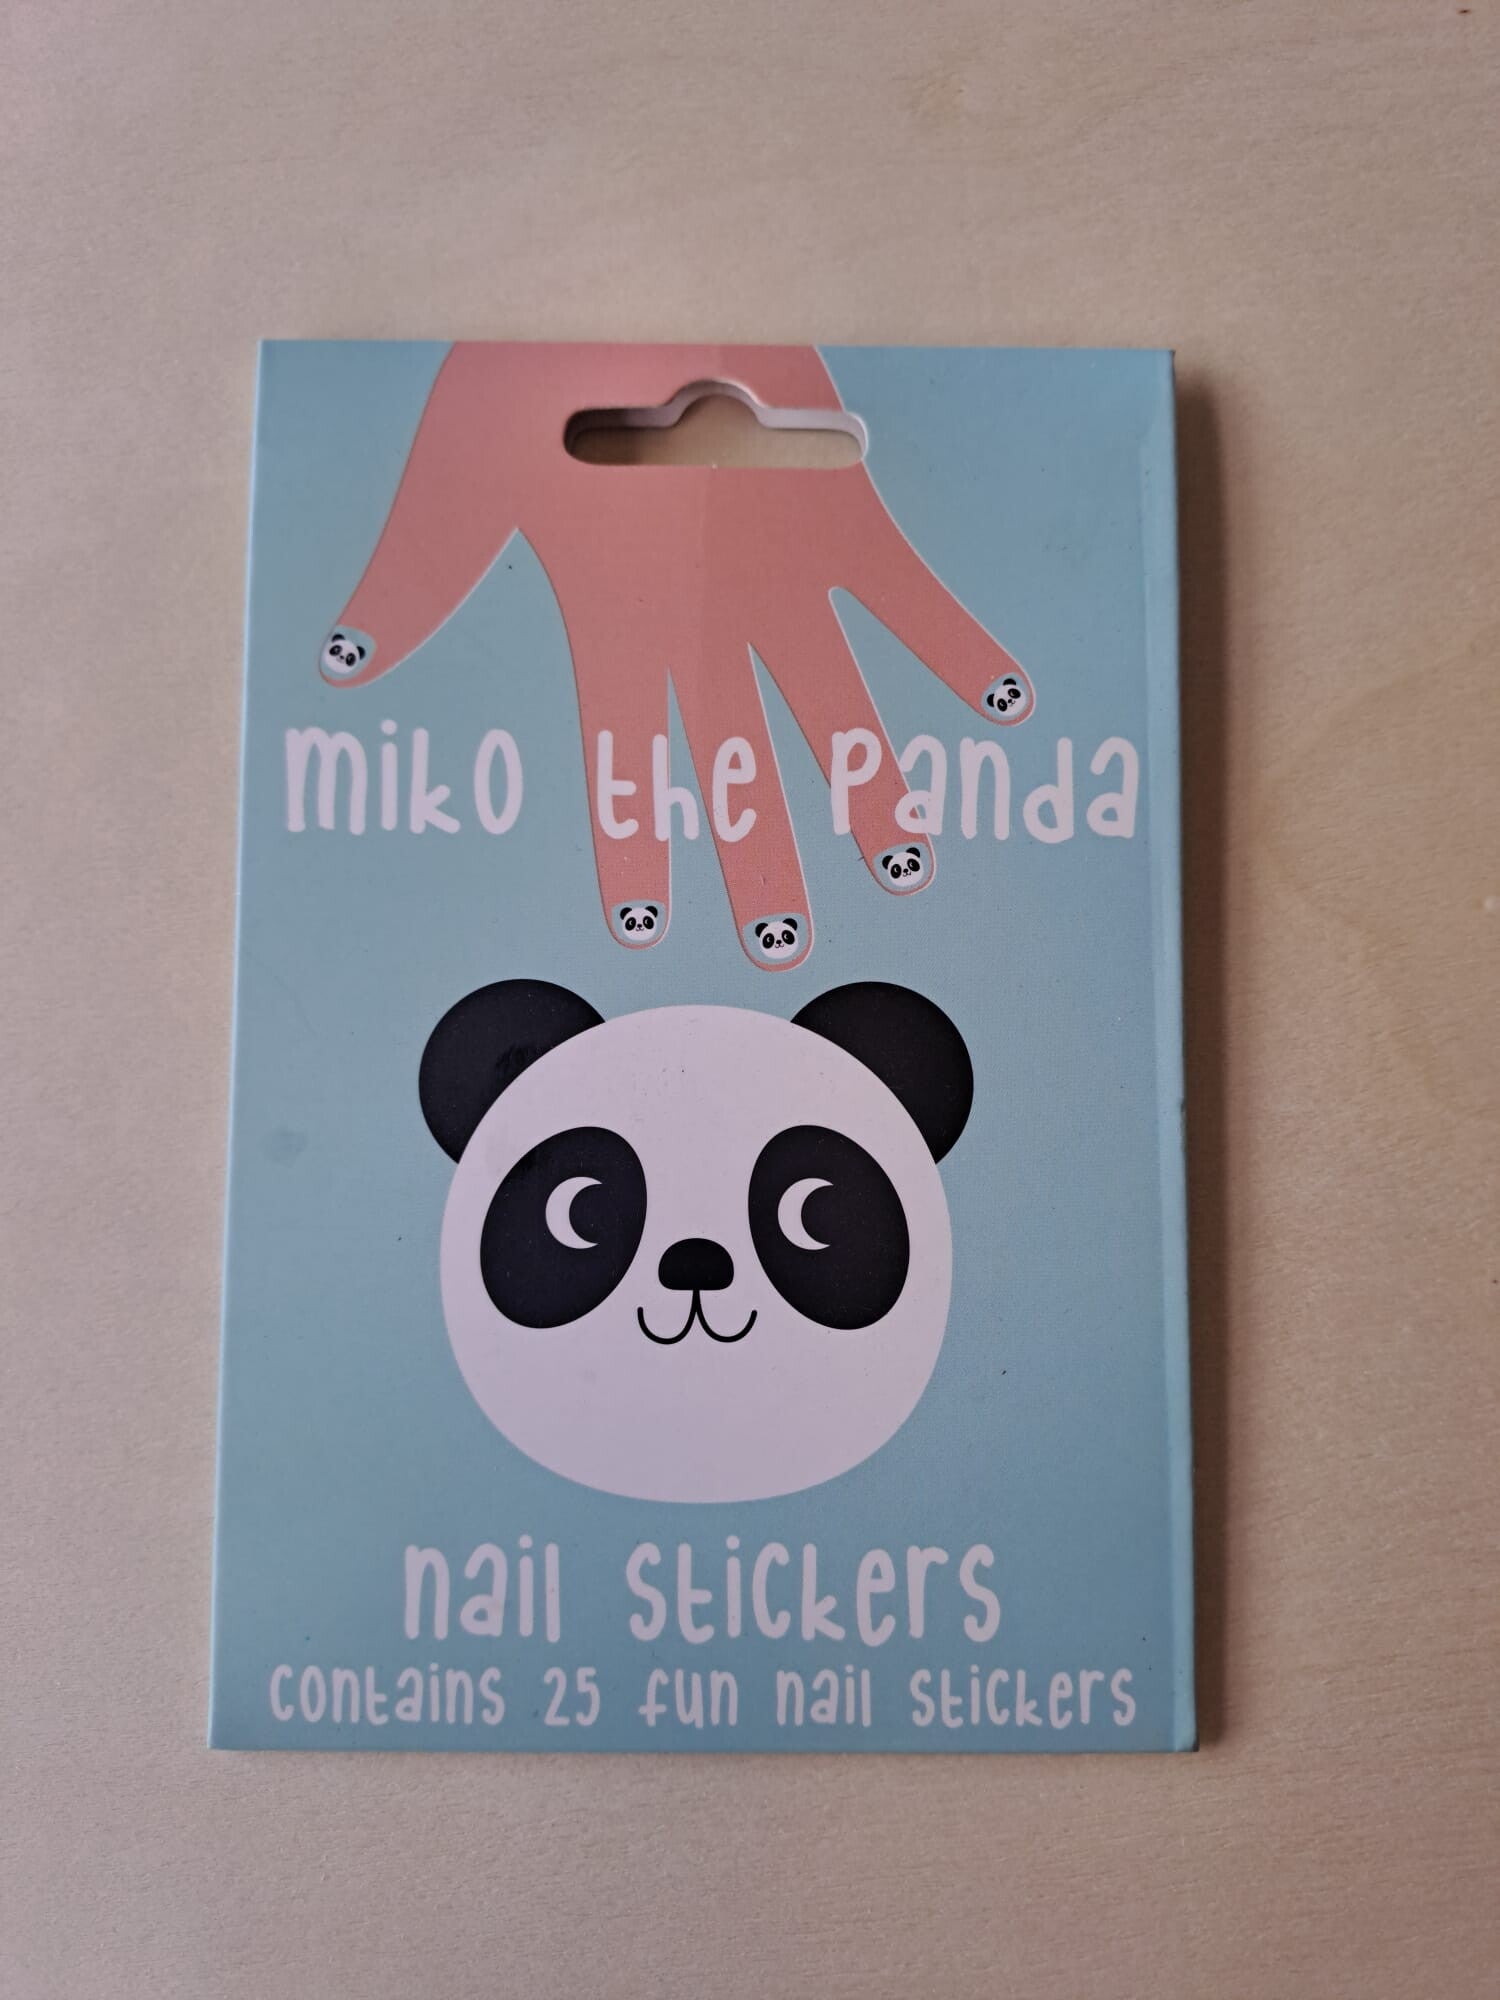 miko the Panda
nail stickers
contains 25 fun nail stickers